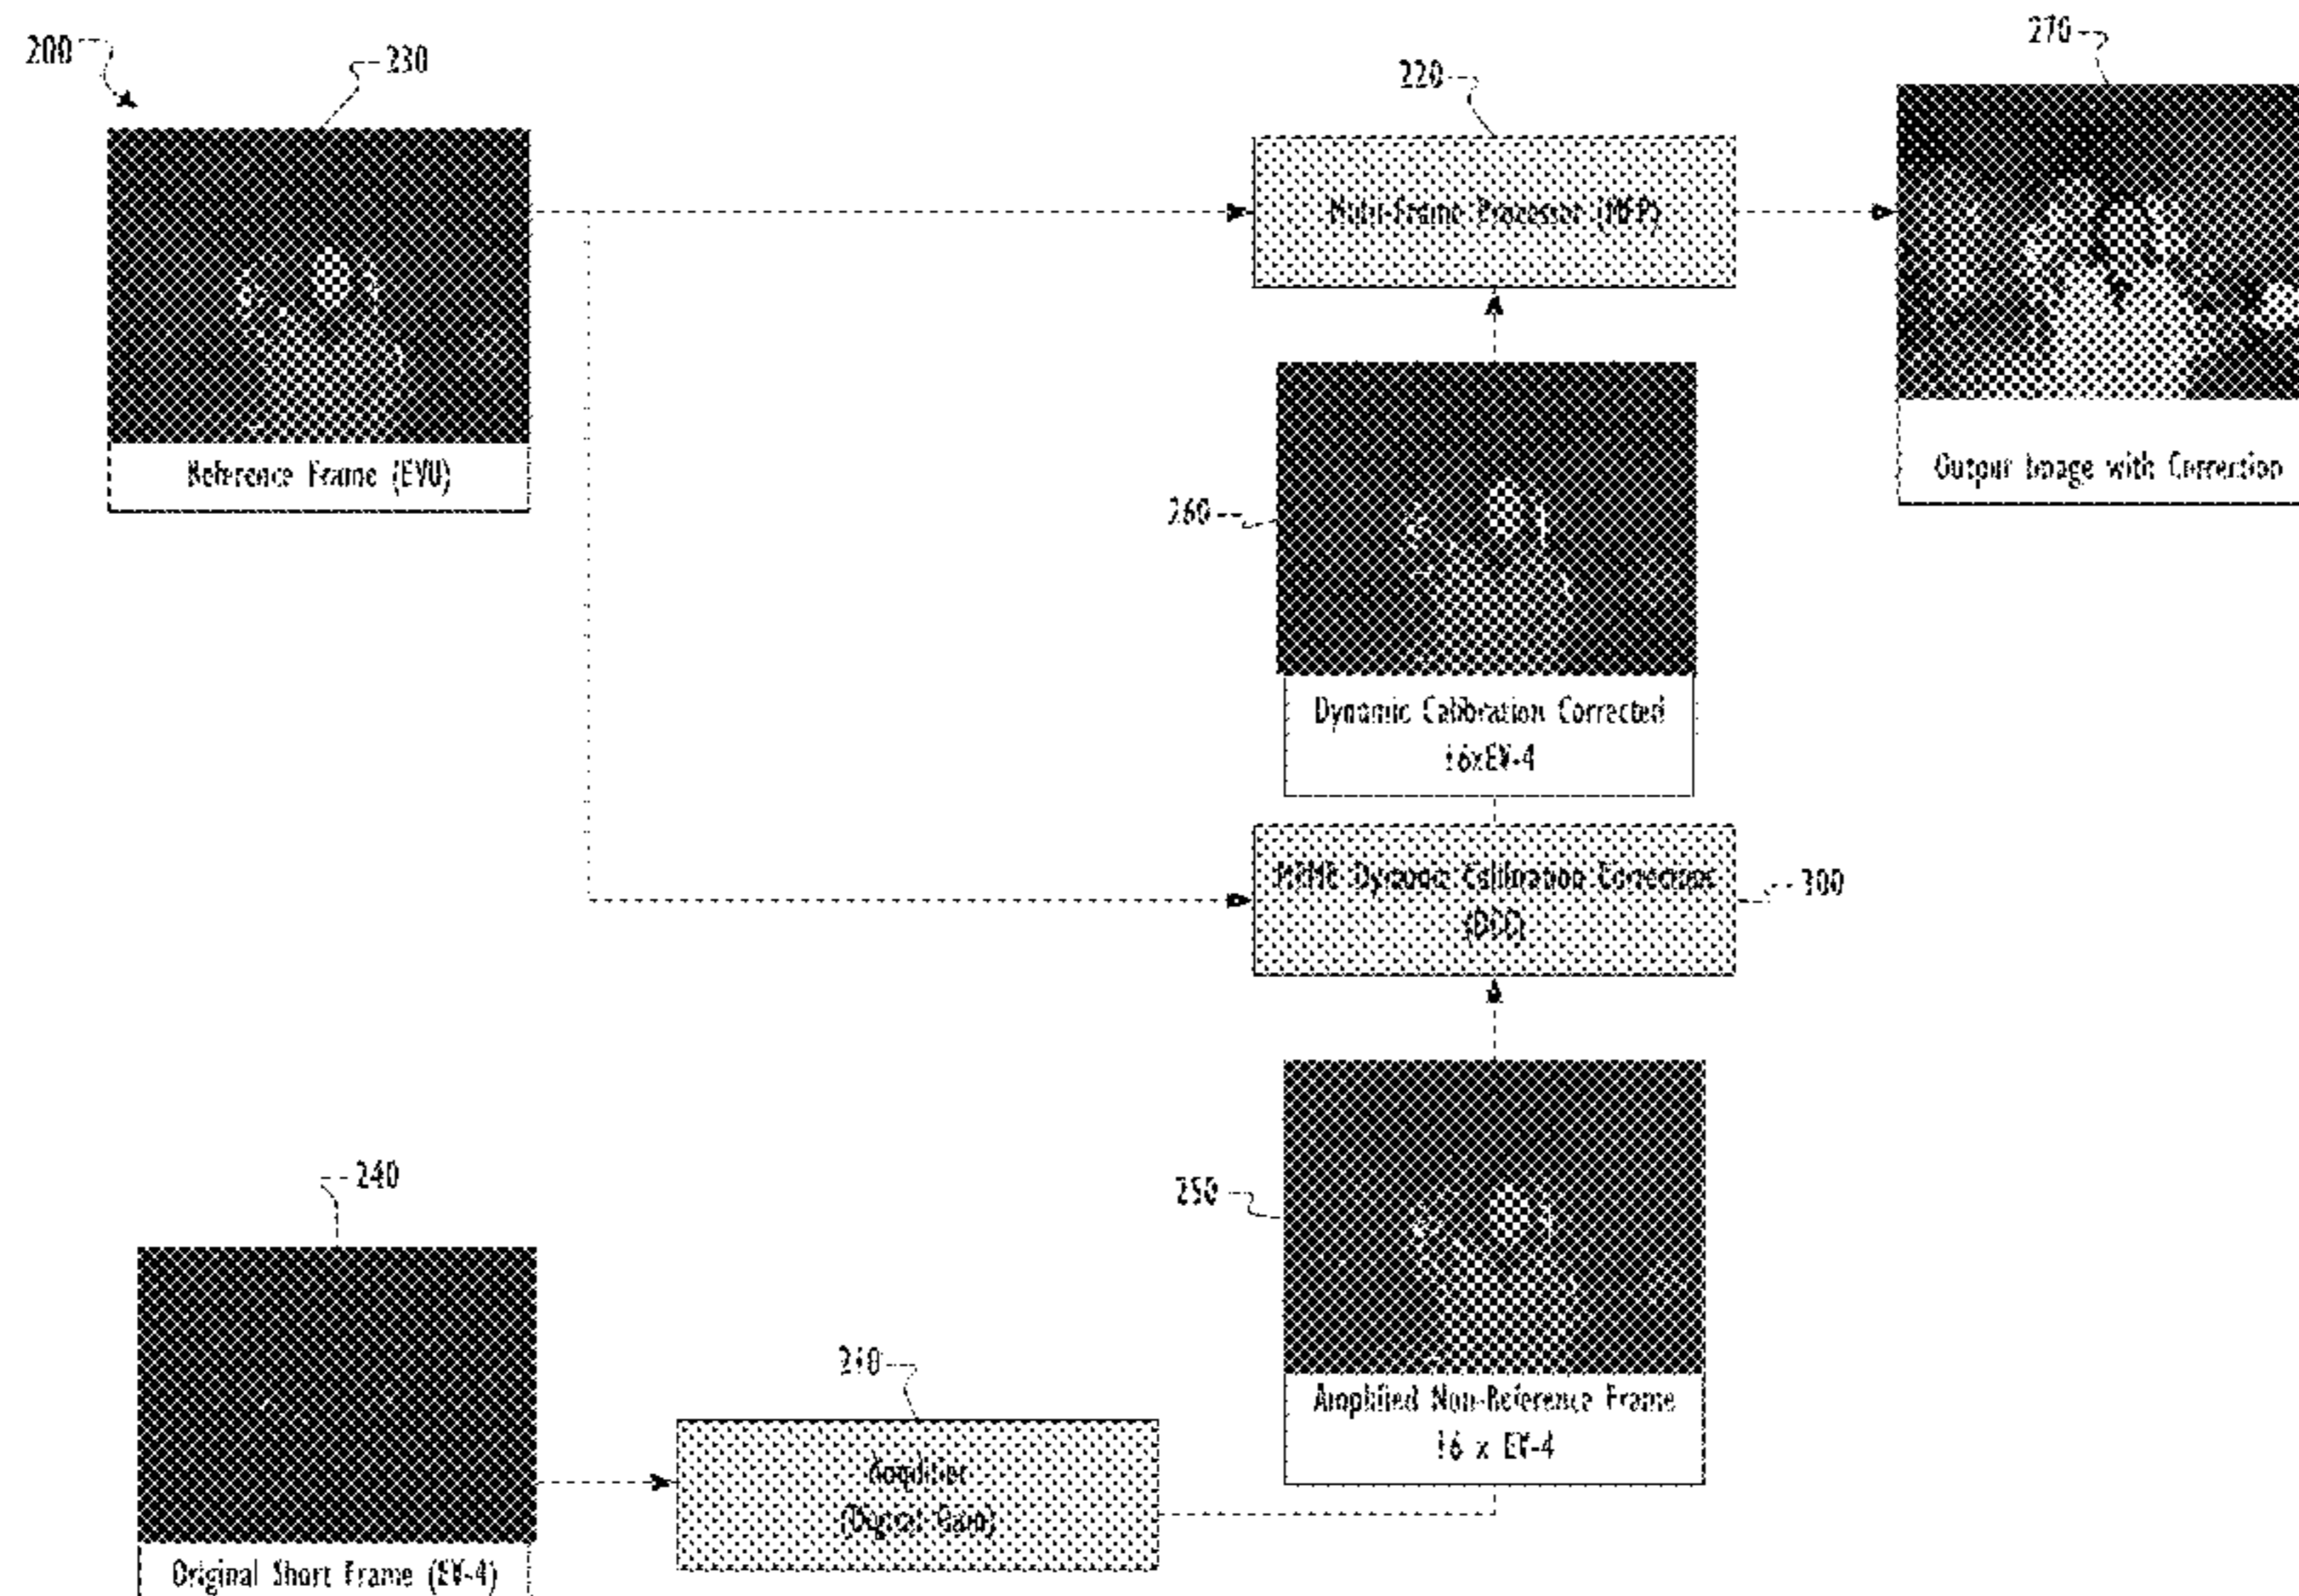 200
230
Reference Frame (EV0)
220
Multi-Frame Processor (MFP)
270
Output Image with Correction
260
Dynamic Calibration Corrected
16xEV-4
Dynamic Calibration Correction
(DCC)
300
250
Amplified Non-Reference Frame
16 x EV-4
240
Original Short Frame (EV-4)
210
Amplifier
(Digital Gain)